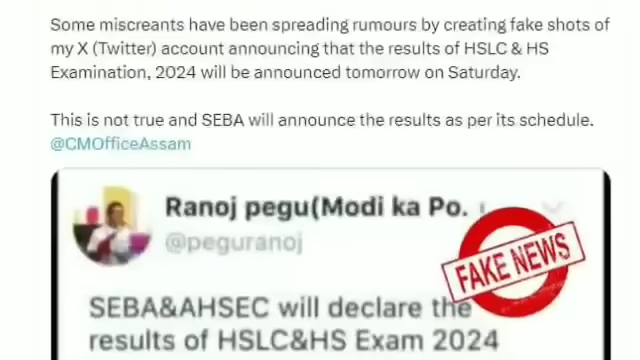 Some miscreants have been spreading rumours by creating fake shots of
my X (Twitter) account announcing that the results of HSLC & HS
Examination, 2024 will be announced tomorrow on Saturday.
This is not true and SEBA will announce the results as per its schedule.
@CMOfficeAssam
Ranoj pegu(Modi ka Po.
@peguranoj
FAKE NEWS
SEBA&AHSEC will declare the
results of HSLC&HS Exam 2024